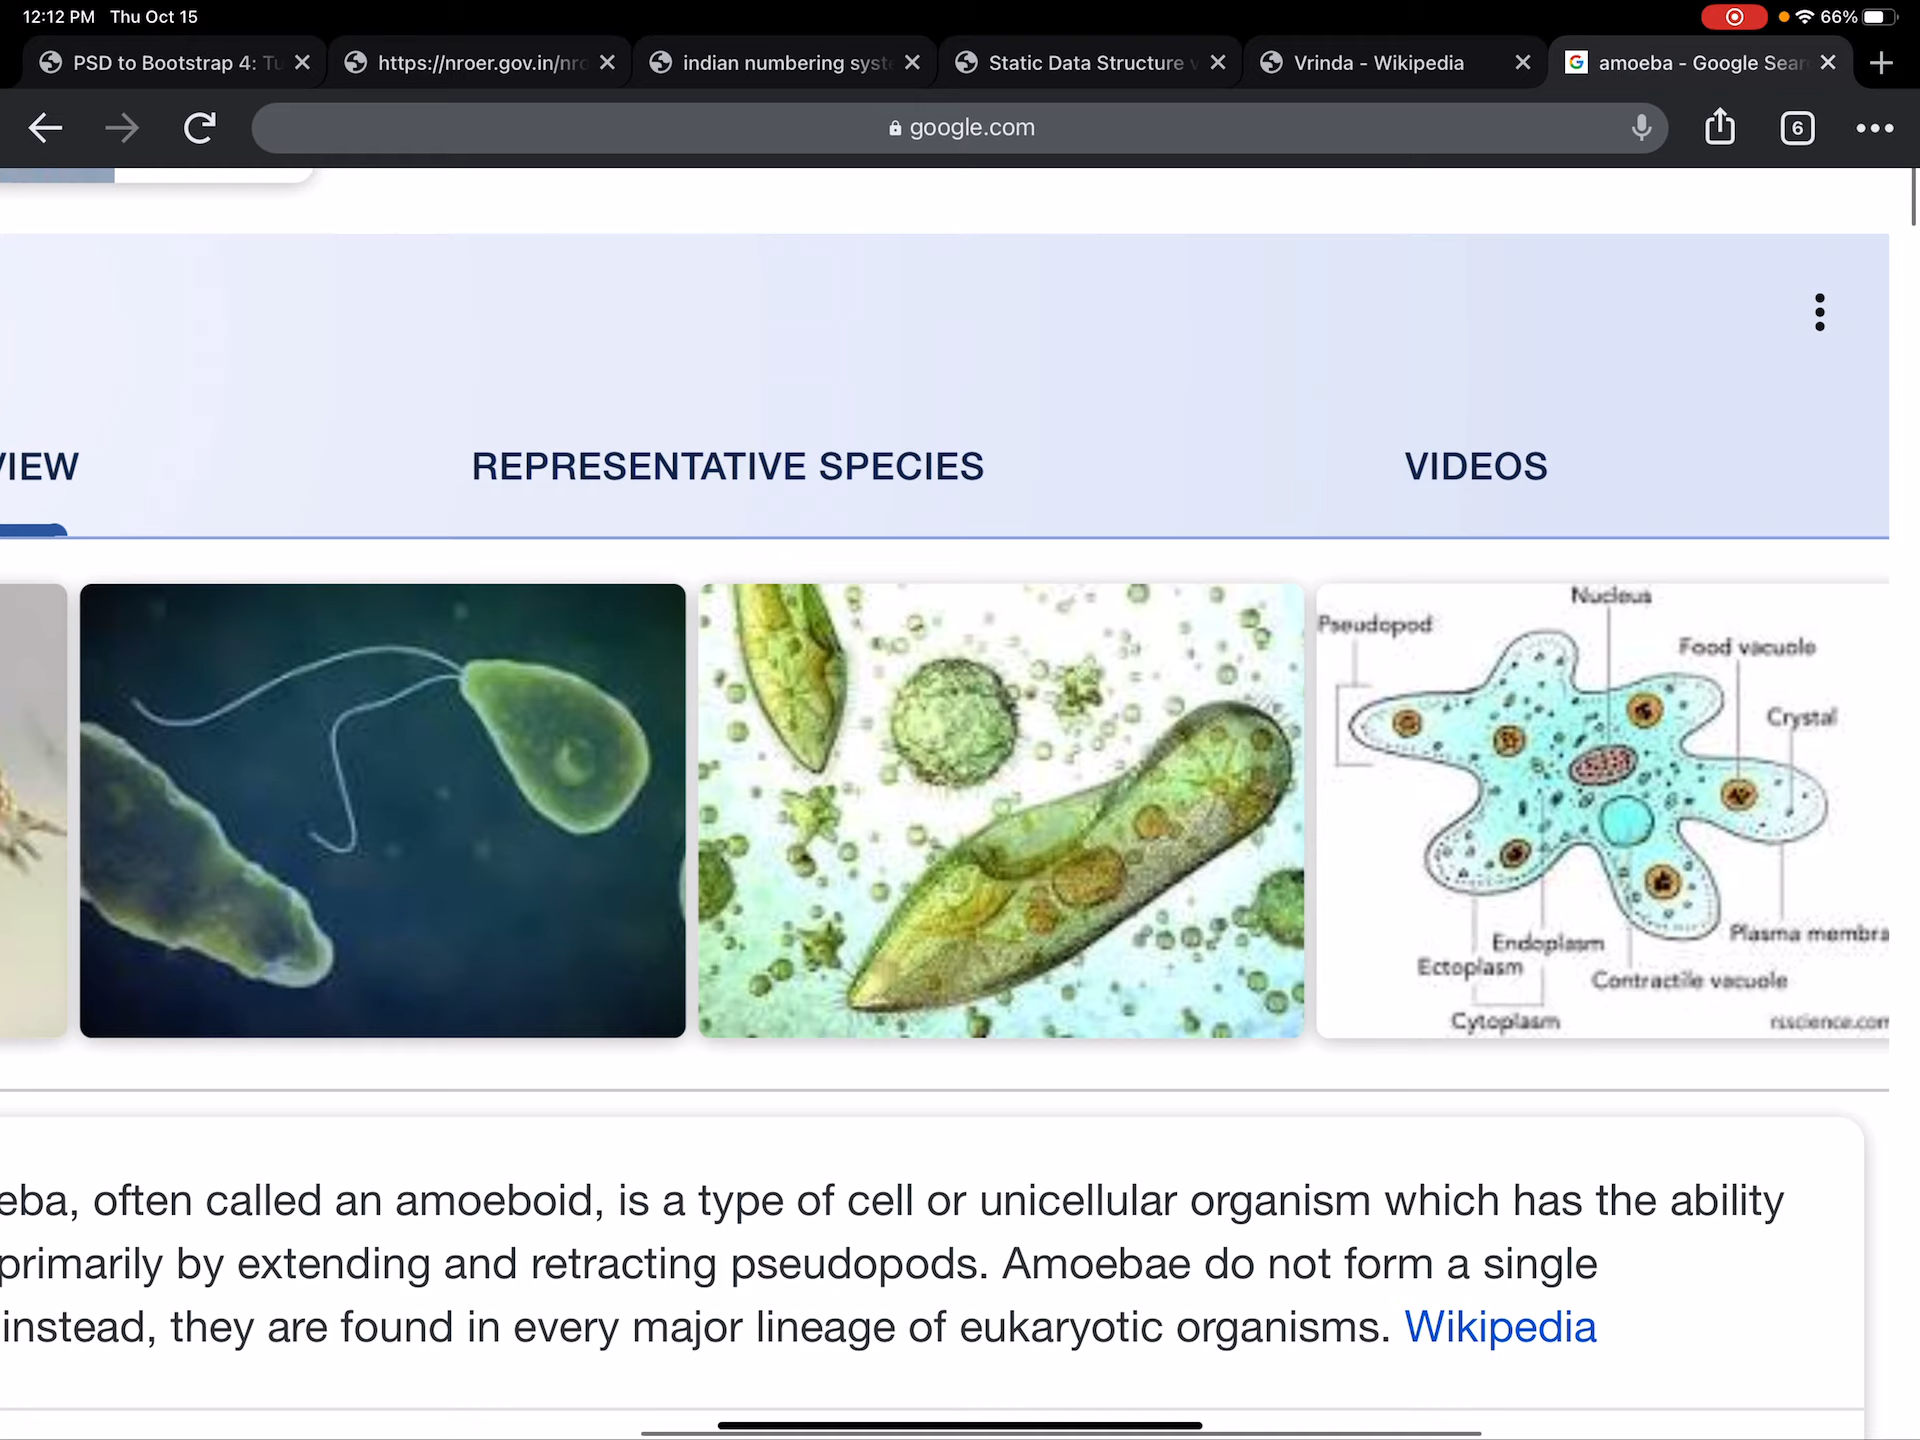 12:12 PM Thu Oct 15
66%
PSD to Bootstrap 4: Tu
https://nroer.gov.in/nro
indian numbering syste
Static Data Structure v
Vrinda - Wikipedia
amoeba - Google Sear
google.com
6
VIEW
REPRESENTATIVE SPECIES
VIDEOS
Nucleus
Pseudopod
Food vacuole
Crystal
Plasma membra
Endoplasm
Ectoplasm
Contractile vacuole
Cytoplasm
rsscience.com
eba, often called an amoeboid, is a type of cell or unicellular organism which has the ability
primarily by extending and retracting pseudopods. Amoebae do not form a single
instead, they are found in every major lineage of eukaryotic organisms. Wikipedia